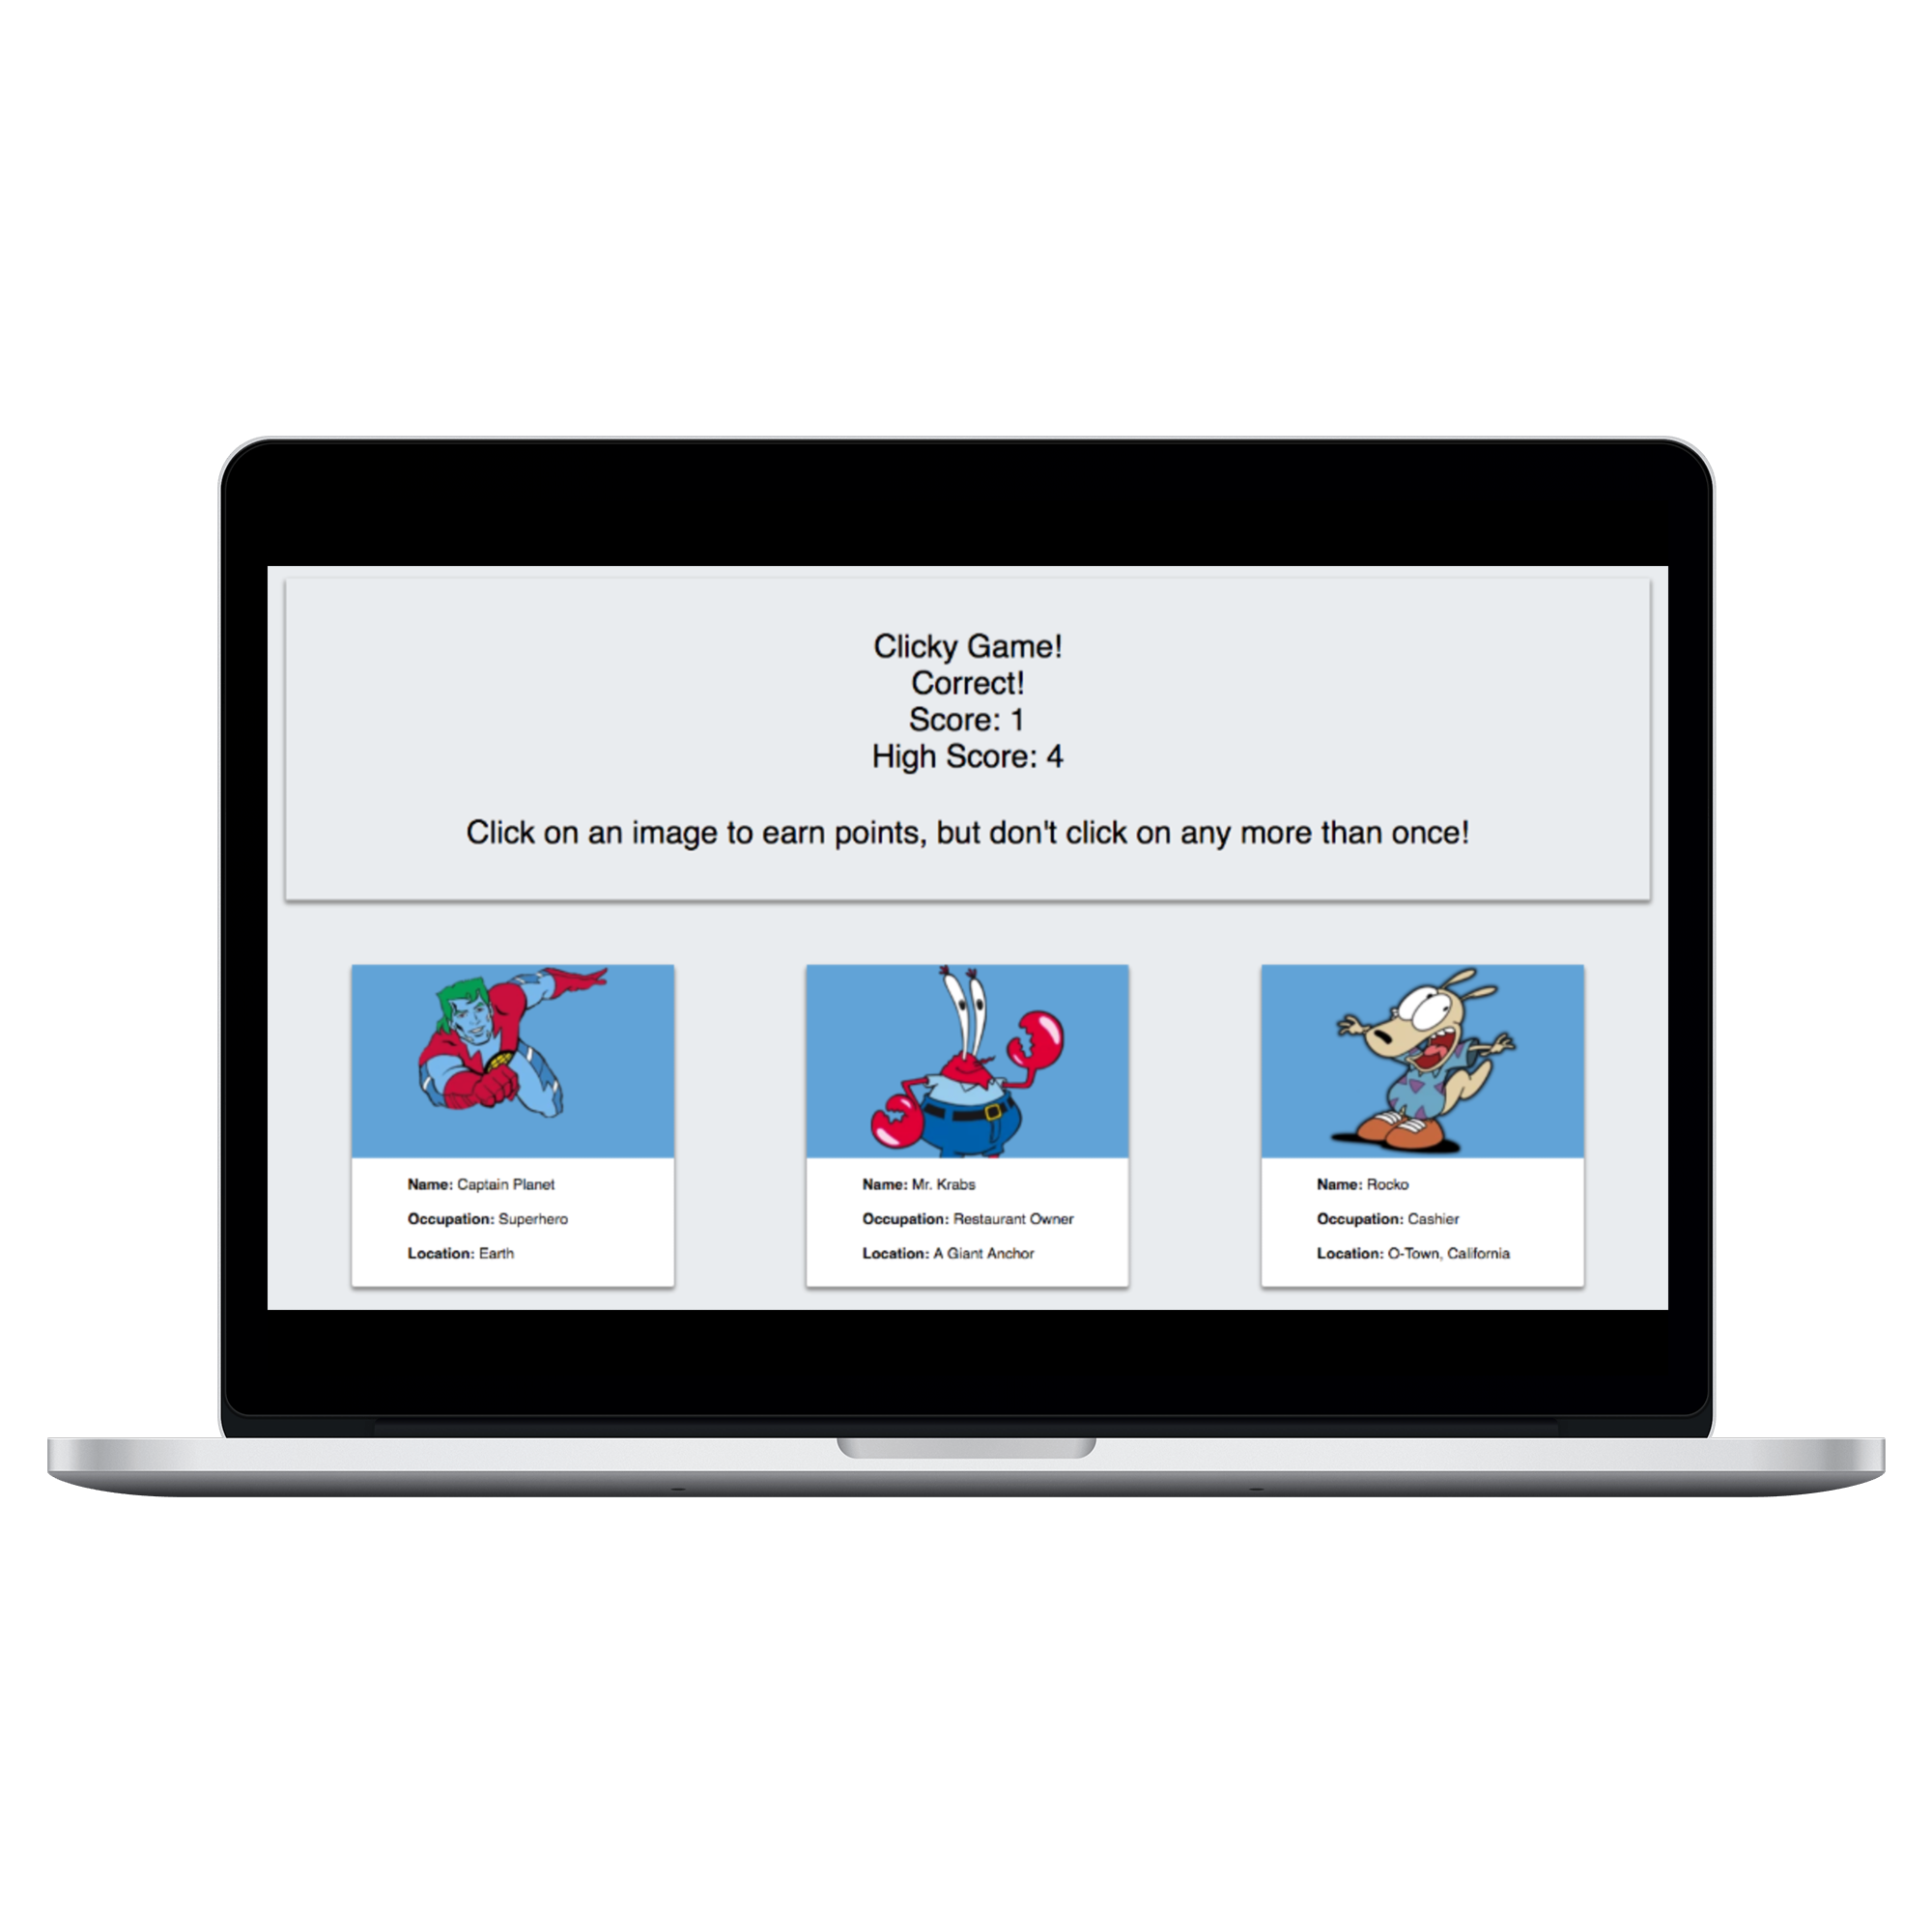 Clicky Game!
Correct!
Score: 1
High Score: 4
Click on an image to earn points, but don't click on any more than once!
Name: Captain Planet
Occupation: Superhero
Location: Earth
Name: Mr. Krabs
Occupation: Restaurant Owner
Location: A Giant Anchor
Name: Rocko
Occupation: Cashier
Location: O-Town, California